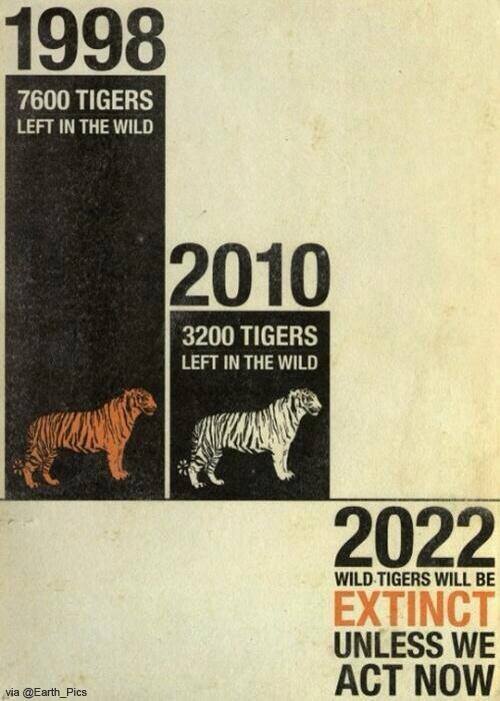 1998
7600 TIGERS
LEFT IN THE WILD
2010
3200 TIGERS
LEFT IN THE WILD
2022
WILD TIGERS WILL BE
EXTINCT
UNLESS WE
ACT NOW
via @Earth_Pics